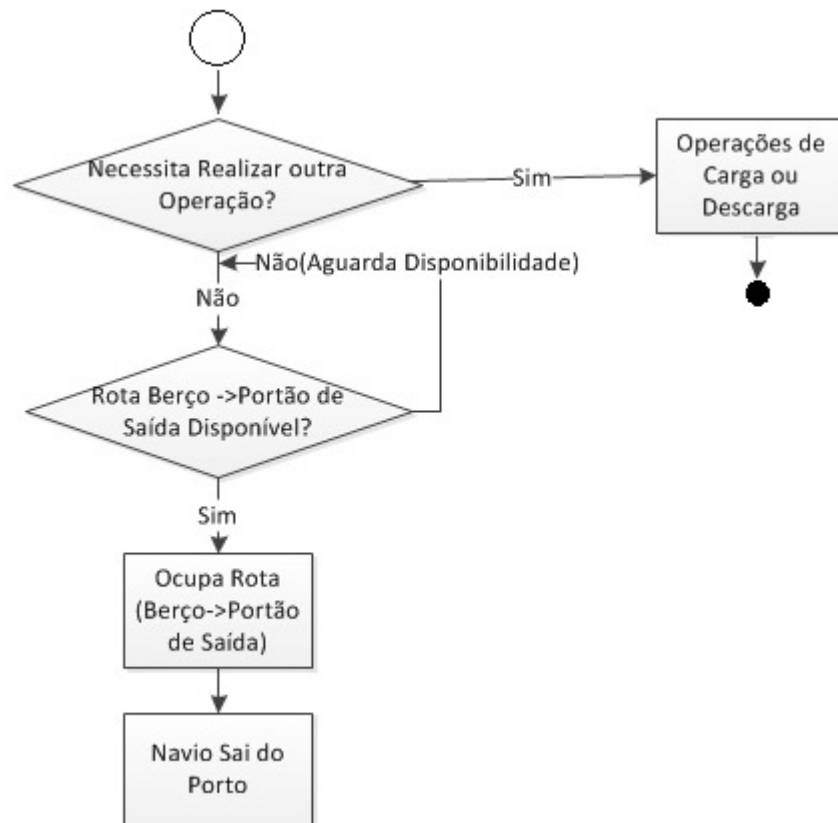 Necessita Realizar outra
Operação?
Sim
Operações de
Carga ou
Descarga
Não(Aguarda Disponibilidade)
Não
Rota Berço ->Portão de
Saída Disponível?
Sim
Ocupa Rota
(Berço->Portão
de Saída)
Navio Sai do
Porto